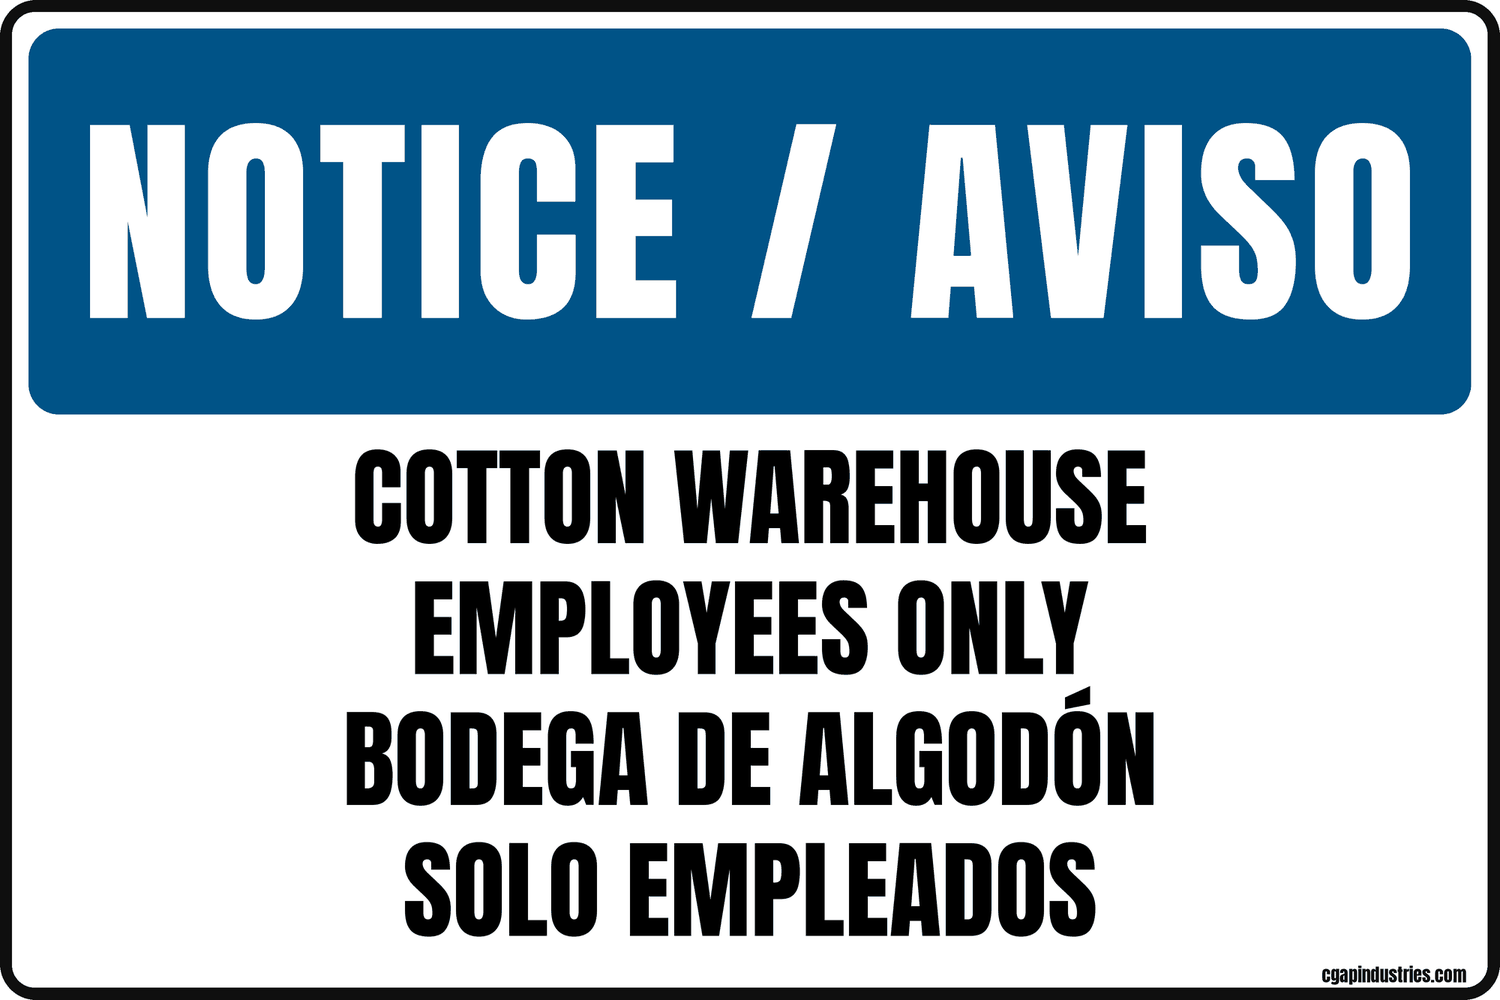 NOTICE / AVISO
COTTON WAREHOUSE
EMPLOYEES ONLY
BODEGA DE ALGODÓN
SOLO EMPLEADOS
cgapindustries.com